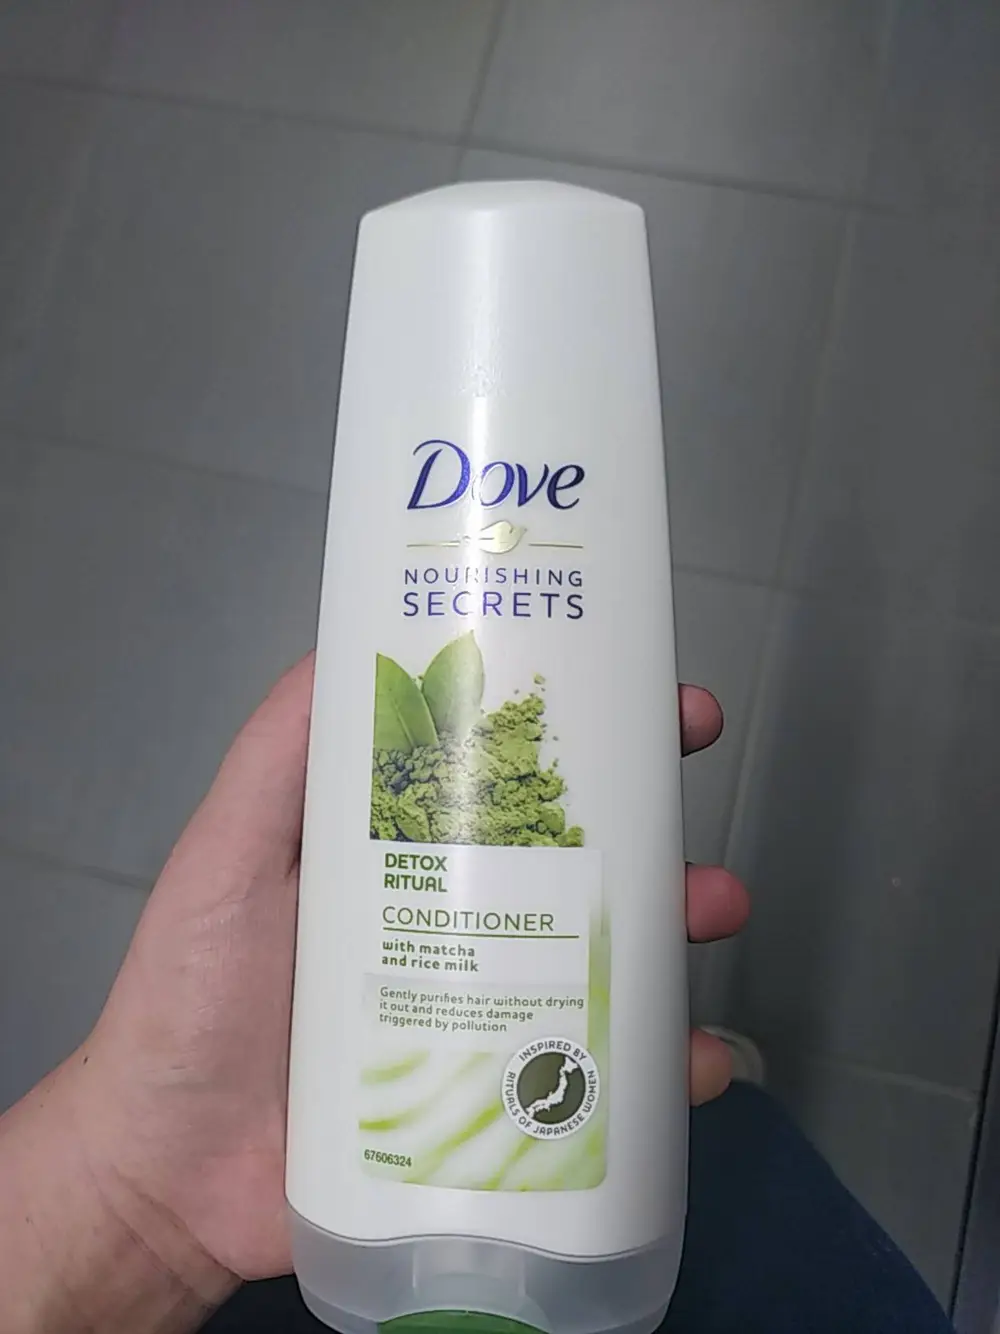 Dove
NOURISHING
SECRETS
DETOX
RITUAL
CONDITIONER
with matcha
and rice milk
Gently purifies hair without drying
it out and reduces damage
triggered by pollution
INSPIRED BY
RITUALS OF JAPANESE WOMEN
67606324